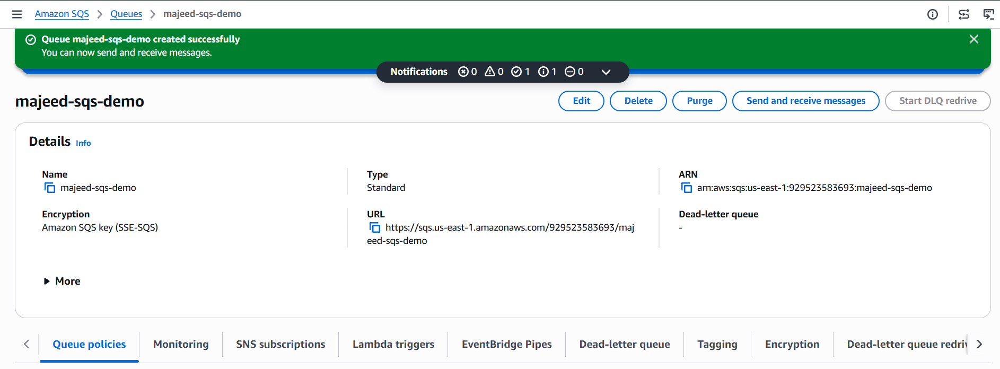 Amazon SQS > Queues > majeed-sqs-demo
Queue majeed-sqs-demo created successfully
You can now send and receive messages.
Notifications 0 0 1 1 0
majeed-sqs-demo
Edit Delete Purge Send and receive messages Start DLQ redrive
Details Info
Name Type ARN
majeed-sqs-demo Standard arn:aws:sqs:us-east-1:929523583693:majeed-sqs-demo
Encryption URL Dead-letter queue
Amazon SQS key (SSE-SQS) https://sqs.us-east-1.amazonaws.com/929523583693/maj -
eed-sqs-demo
More
Queue policies Monitoring SNS subscriptions Lambda triggers EventBridge Pipes Dead-letter queue Tagging Encryption Dead-letter queue redri